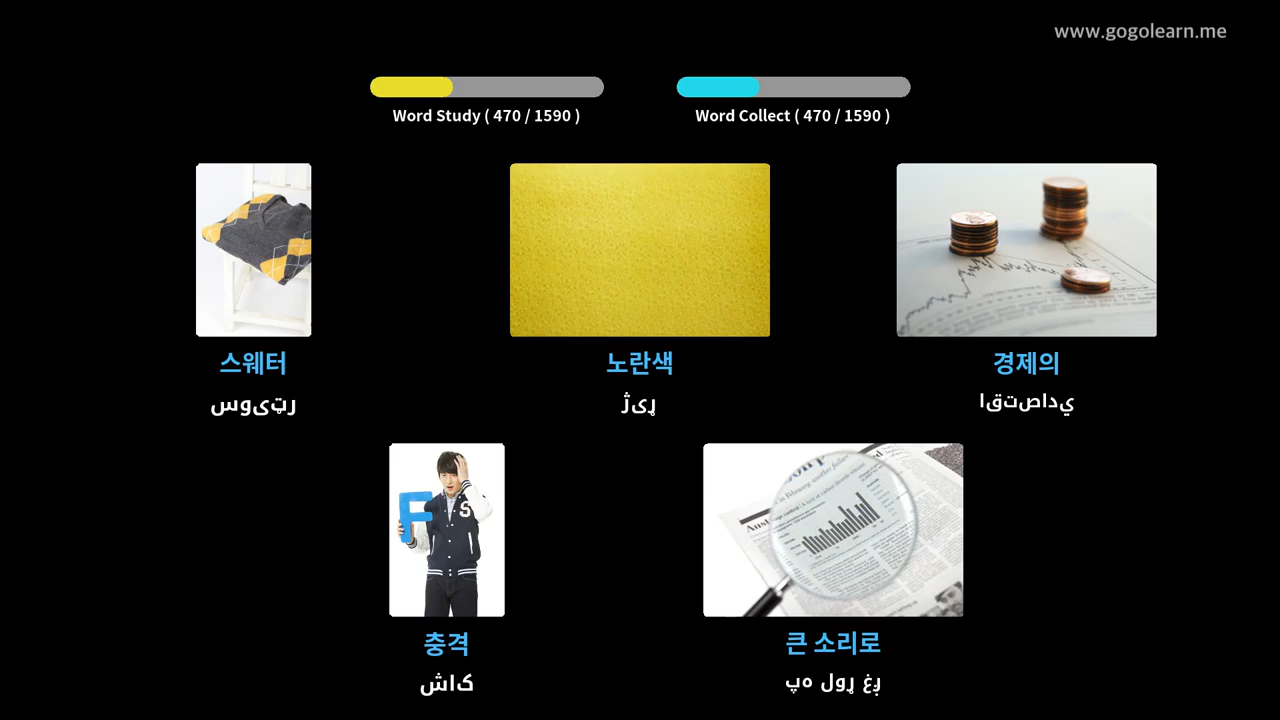 www.gogolearn.me
Word Study ( 470 / 1590 )
Word Collect ( 470 / 1590 )
스웨터
رټیوس
노란색
ړیژ
경제의
يداصتقا
충격
کاش
큰 소리로
ږغ ړول هپ